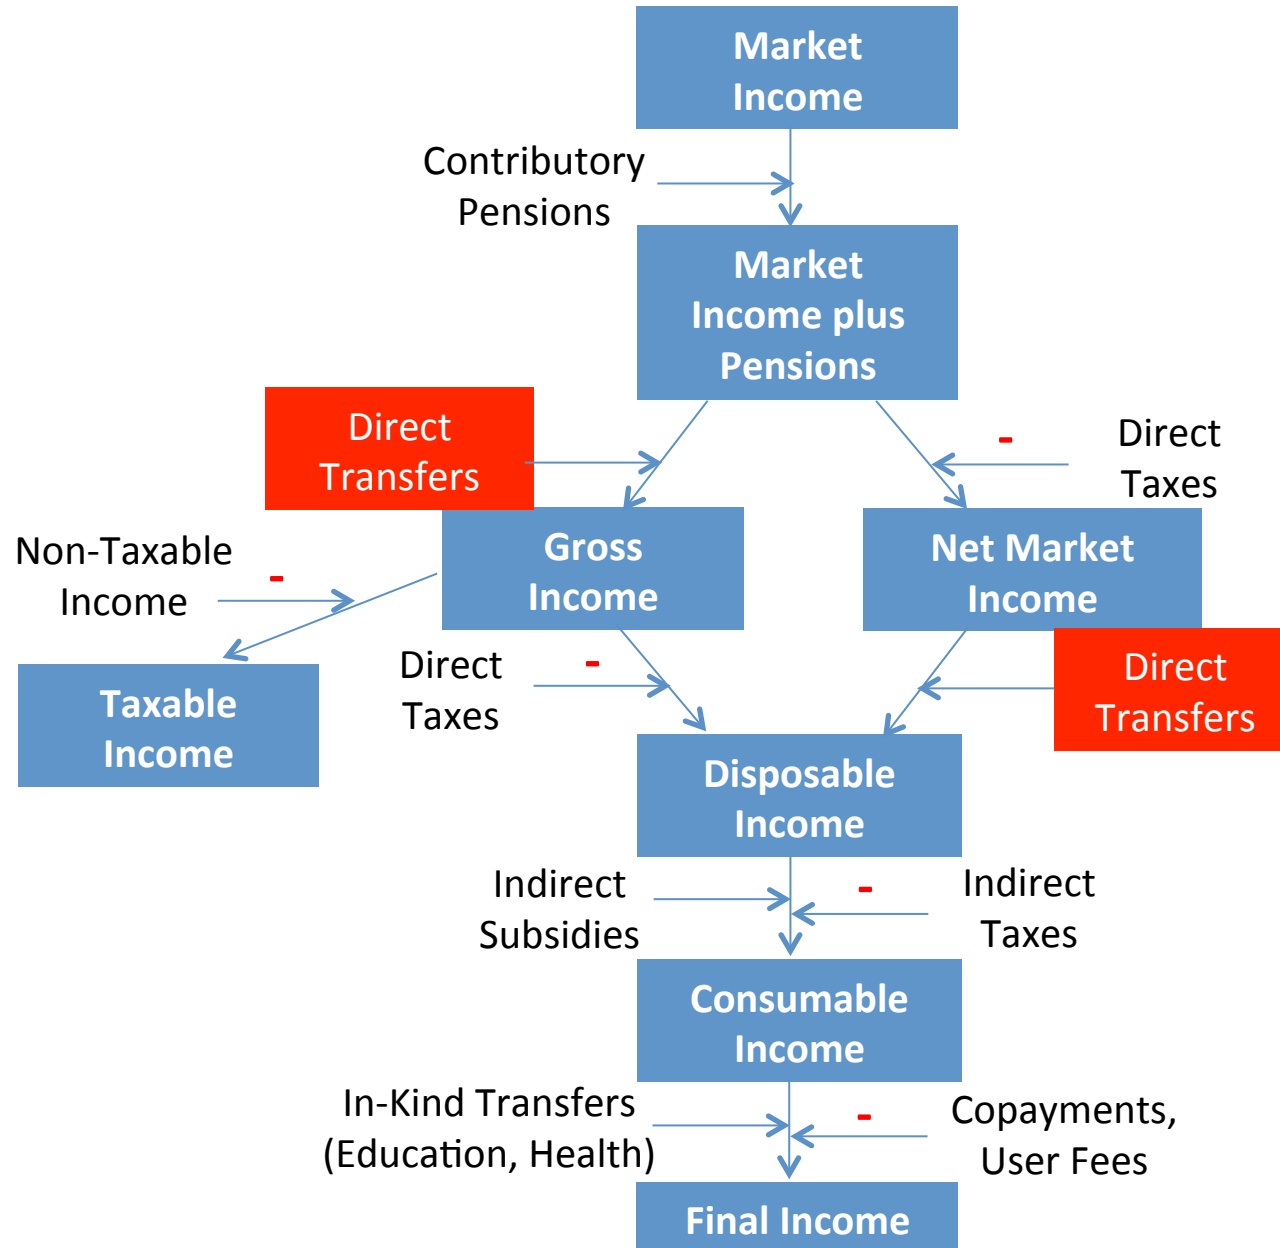 Market
Income
Contributory
Pensions
Market
Income plus
Pensions
Direct
Transfers
-
Direct
Taxes
Non-Taxable
Income
-
Gross
Income
Net Market
Income
Taxable
Income
Direct
Taxes
-
Direct
Transfers
Disposable
Income
Indirect
Subsidies
-
Indirect
Taxes
Consumable
Income
In-Kind Transfers
(Education, Health)
-
Copayments,
User Fees
Final Income